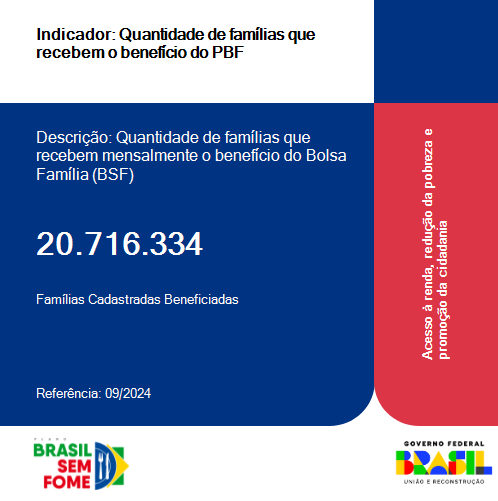 Indicador: Quantidade de famílias que
recebem o benefício do PBF
Descrição: Quantidade de famílias que
recebem mensalmente o benefício do Bolsa
Família (BSF)
20.716.334
Famílias Cadastradas Beneficiadas
Referência: 09/2024
Acesso à renda, redução da pobreza e
promoção da cidadania
PLANO
BRASIL
SEM
FOME
GOVERNO FEDERAL
BRASIL
UNIÃO E RECONSTRUÇÃO